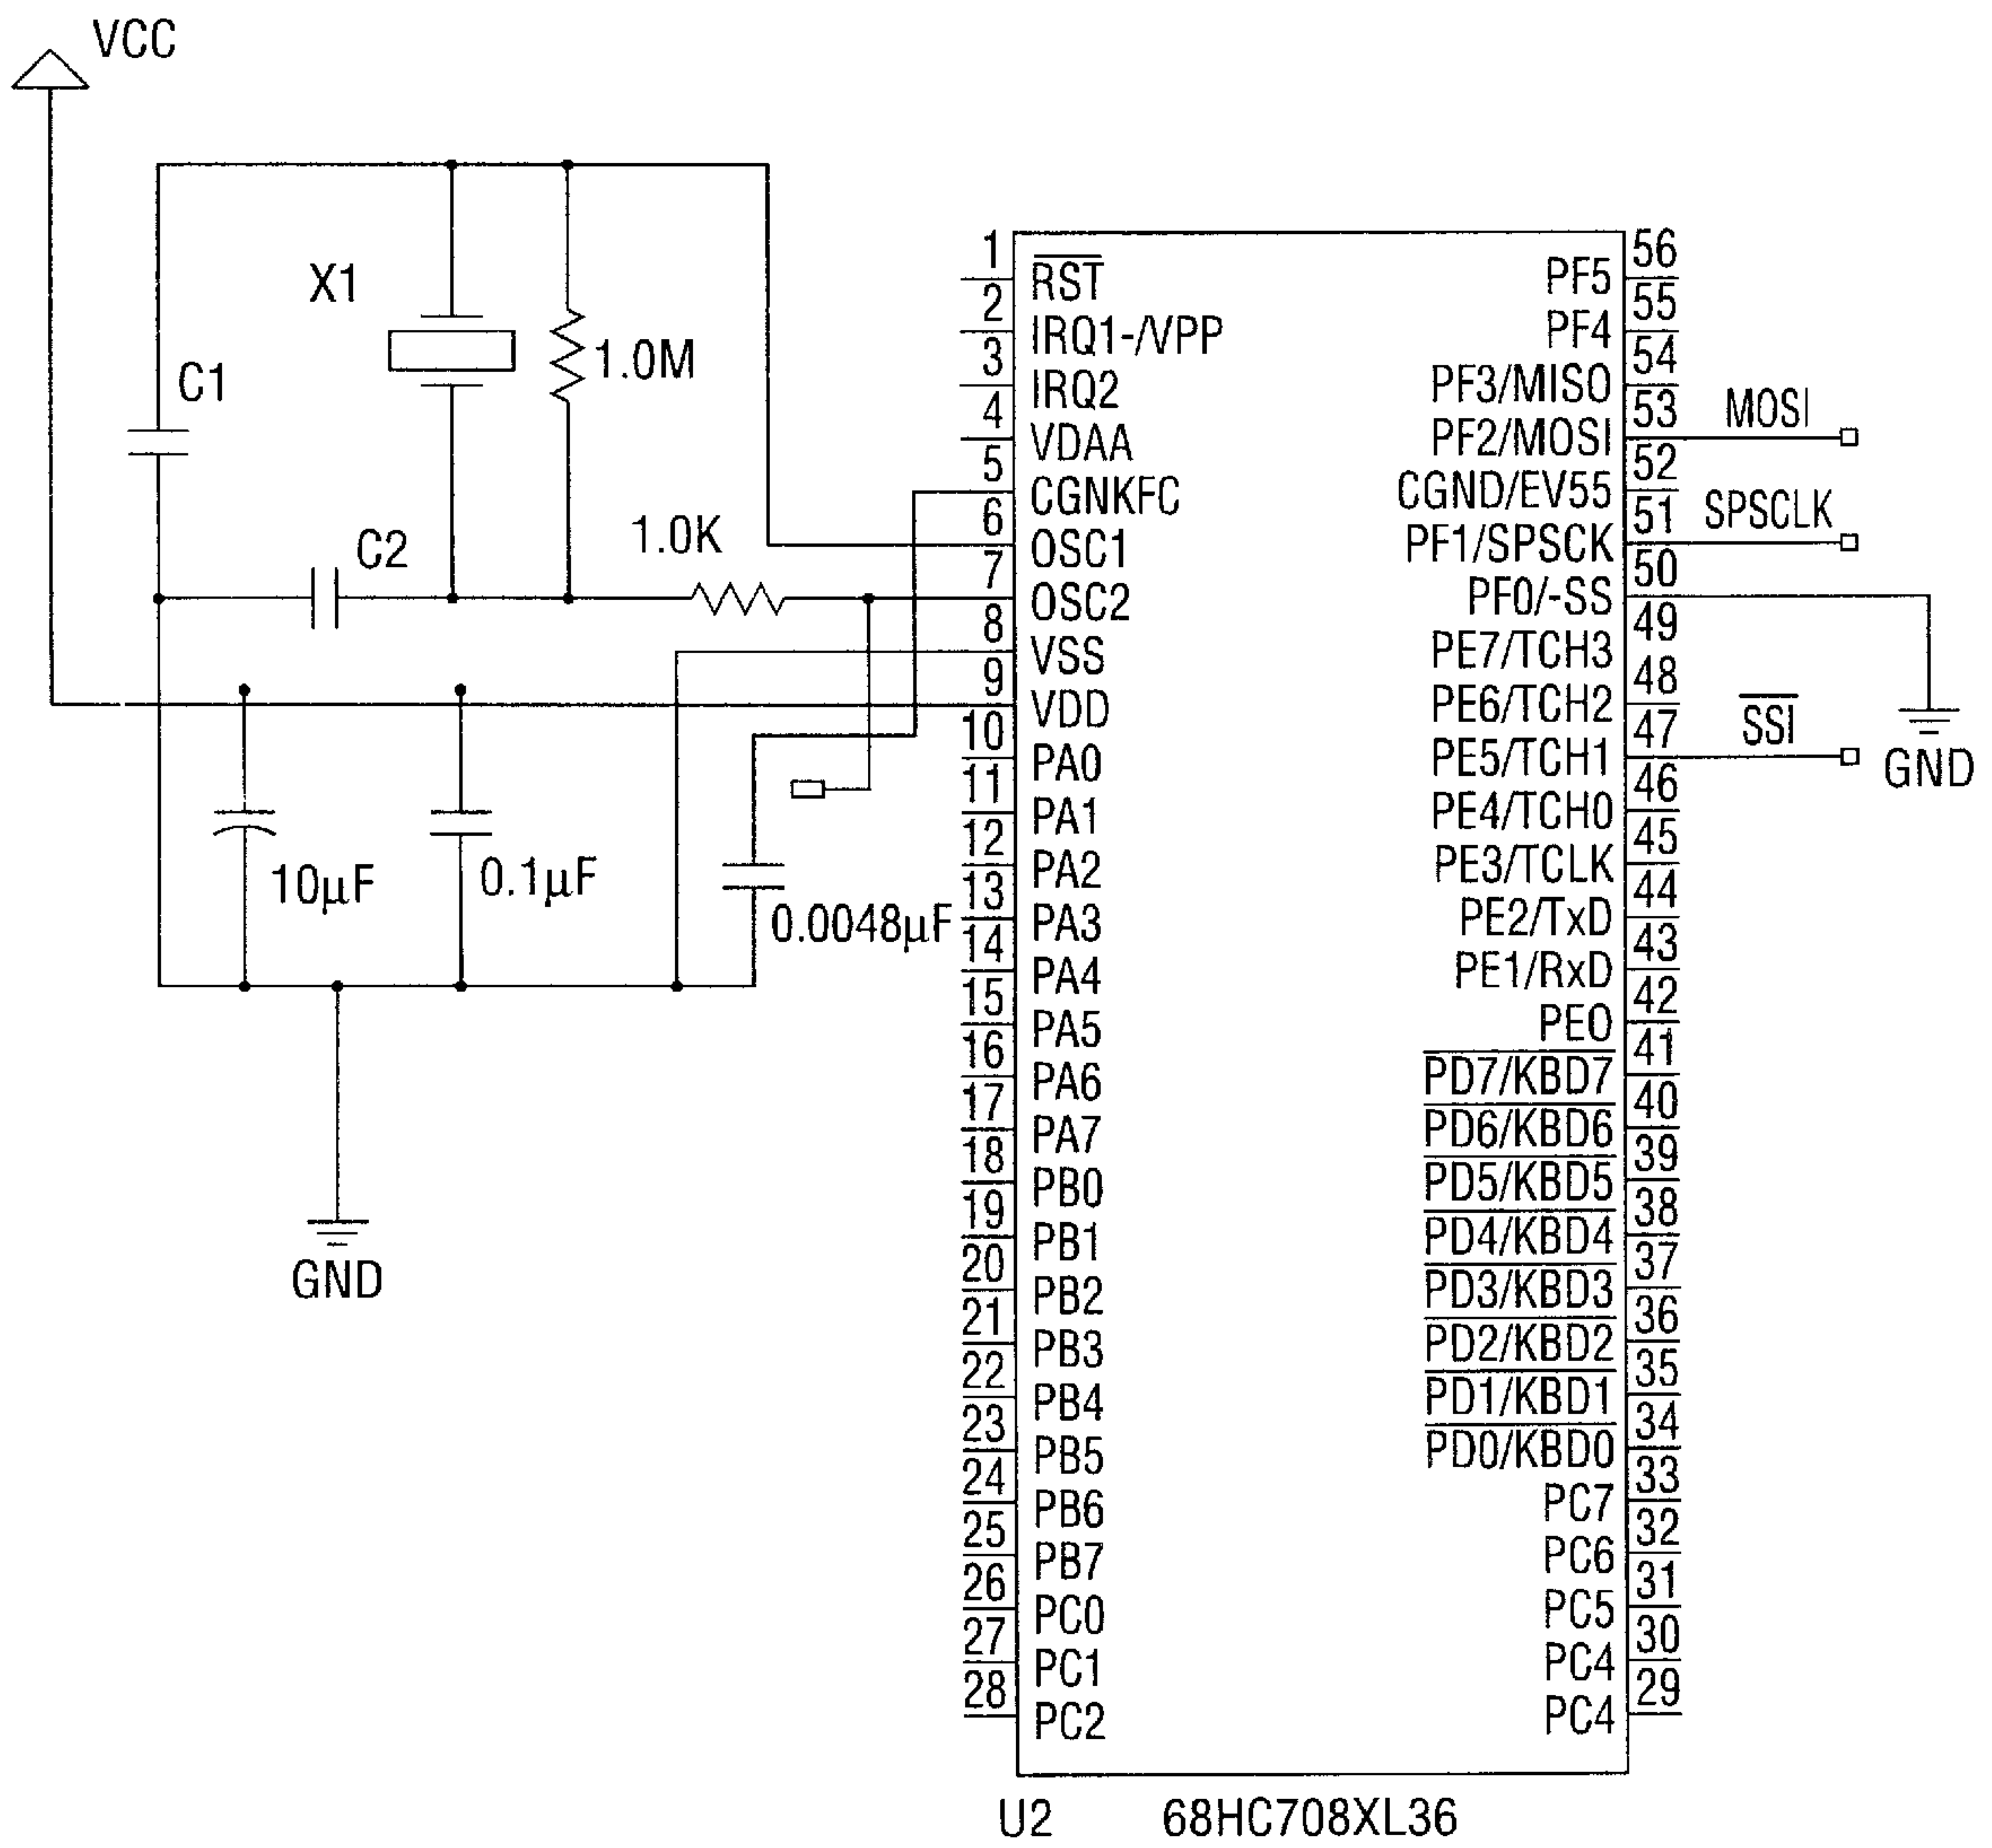 VCC
X1
C1
1.0M
C2
1.0K
10µF
0.1µF
0.0048µF
GND
1
RST
2
IRQ1-/VPP
3
IRQ2
4
VDAA
5
CGNKFC
6
OSC1
7
OSC2
8
VSS
9
VDD
10
PA0
11
PA1
12
PA2
13
PA3
14
PA4
15
PA5
16
PA6
17
PA7
18
PB0
19
PB1
20
PB2
21
PB3
22
PB4
23
PB5
24
PB6
25
PB7
26
PC0
27
PC1
28
PC2
56
PF5
55
PF4
54
PF3/MISO
53
PF2/MOSI
MOSI
52
CGND/EV55
51
PF1/SPSCK
SPSCLK
50
PF0/-SS
GND
49
PE7/TCH3
48
PE6/TCH2
47
PE5/TCH1
SSI
46
PE4/TCH0
45
PE3/TCLK
44
PE2/TxD
43
PE1/RxD
42
PE0
41
PD7/KBD7
40
PD6/KBD6
39
PD5/KBD5
38
PD4/KBD4
37
PD3/KBD3
36
PD2/KBD2
35
PD1/KBD1
34
PD0/KBD0
33
PC7
32
PC6
31
PC5
30
PC4
29
PC4
U2 68HC708XL36